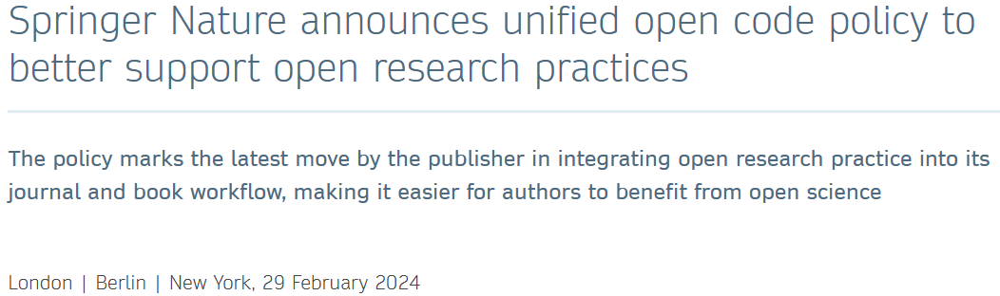 Springer Nature announces unified open code policy to
better support open research practices
The policy marks the latest move by the publisher in integrating open research practice into its
journal and book workflow, making it easier for authors to benefit from open science
London | Berlin | New York, 29 February 2024